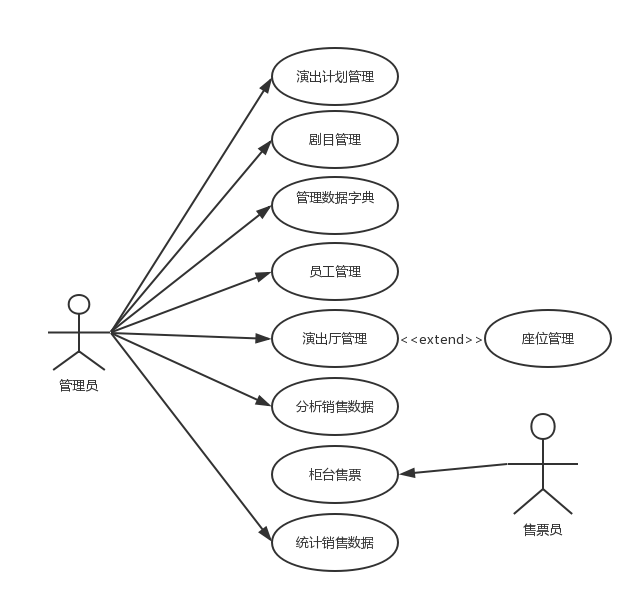 演出计划管理
剧目管理
管理数据字典
员工管理
演出厅管理
<<extend>>
座位管理
管理员
分析销售数据
柜台售票
售票员
统计销售数据